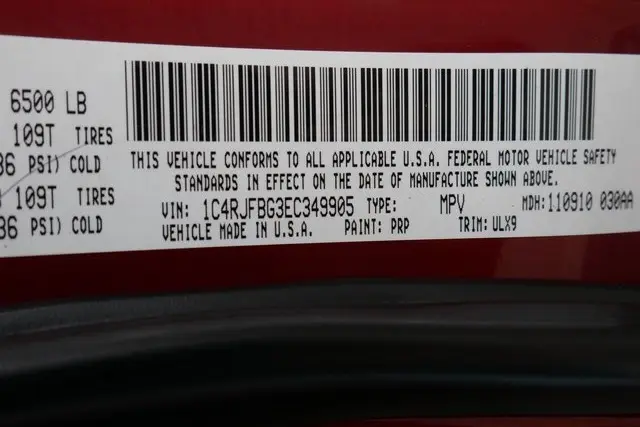 6500 LB
109T TIRES
36 PSI) COLD
109T TIRES
36 PSI) COLD
THIS VEHICLE CONFORMS TO ALL APPLICABLE U.S.A. FEDERAL MOTOR VEHICLE SAFETY
STANDARDS IN EFFECT ON THE DATE OF MANUFACTURE SHOWN ABOVE.
VIN: 1C4RJFBG3EC349905 TYPE: MPV MDH: 110910 030AA
VEHICLE MADE IN U.S.A. PAINT: PRP TRIM: ULX9